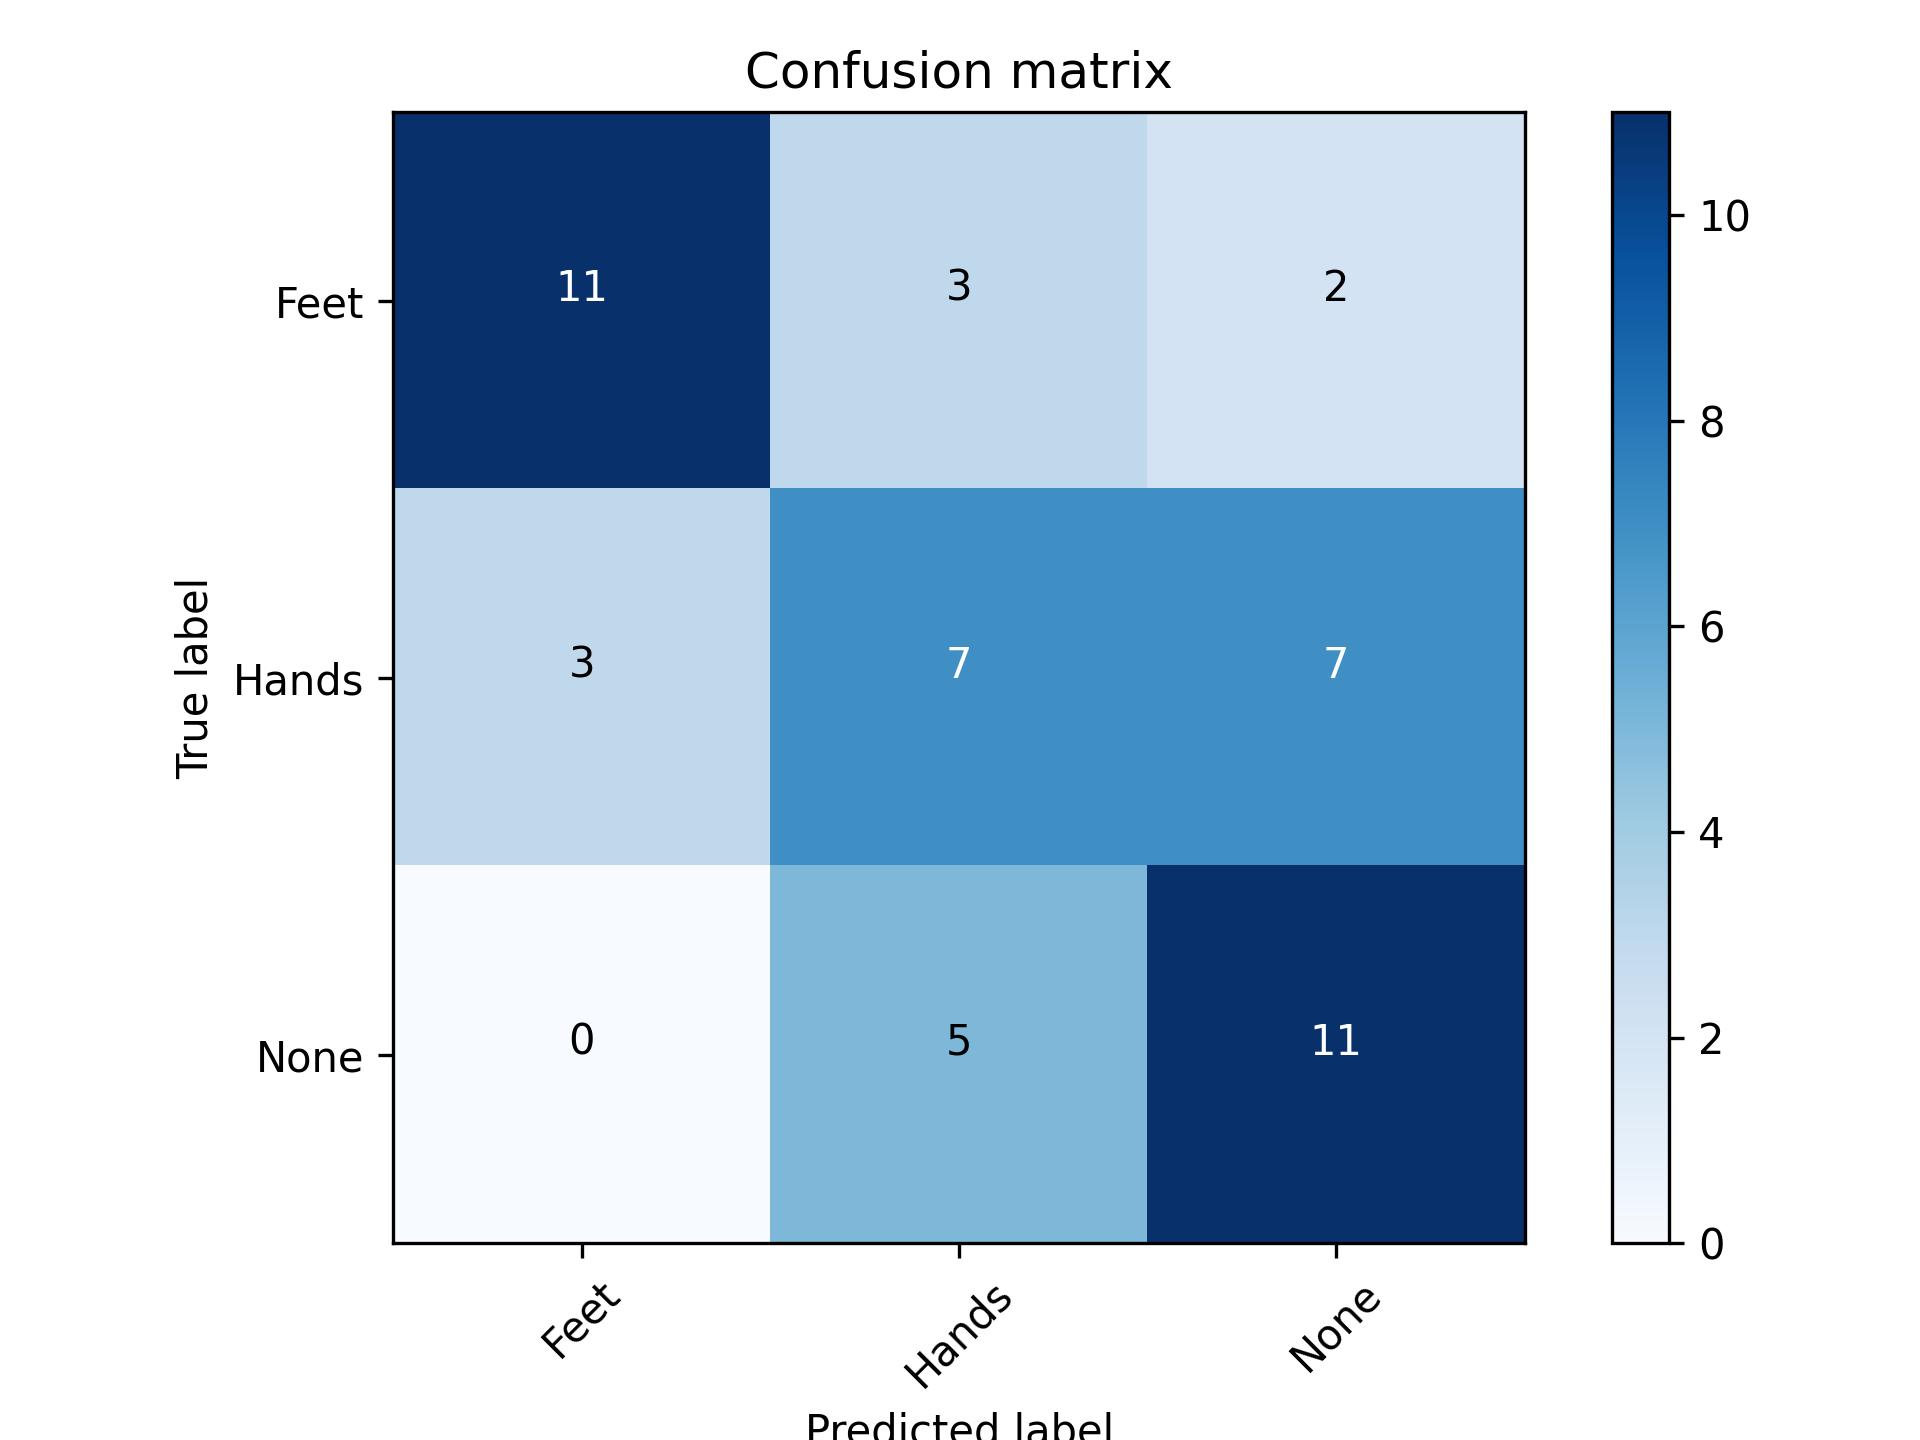 Confusion matrix
True label
Feet 11 3 2
Hands 3 7 7
None 0 5 11
Feet Hands None
Predicted label
10
8
6
4
2
0